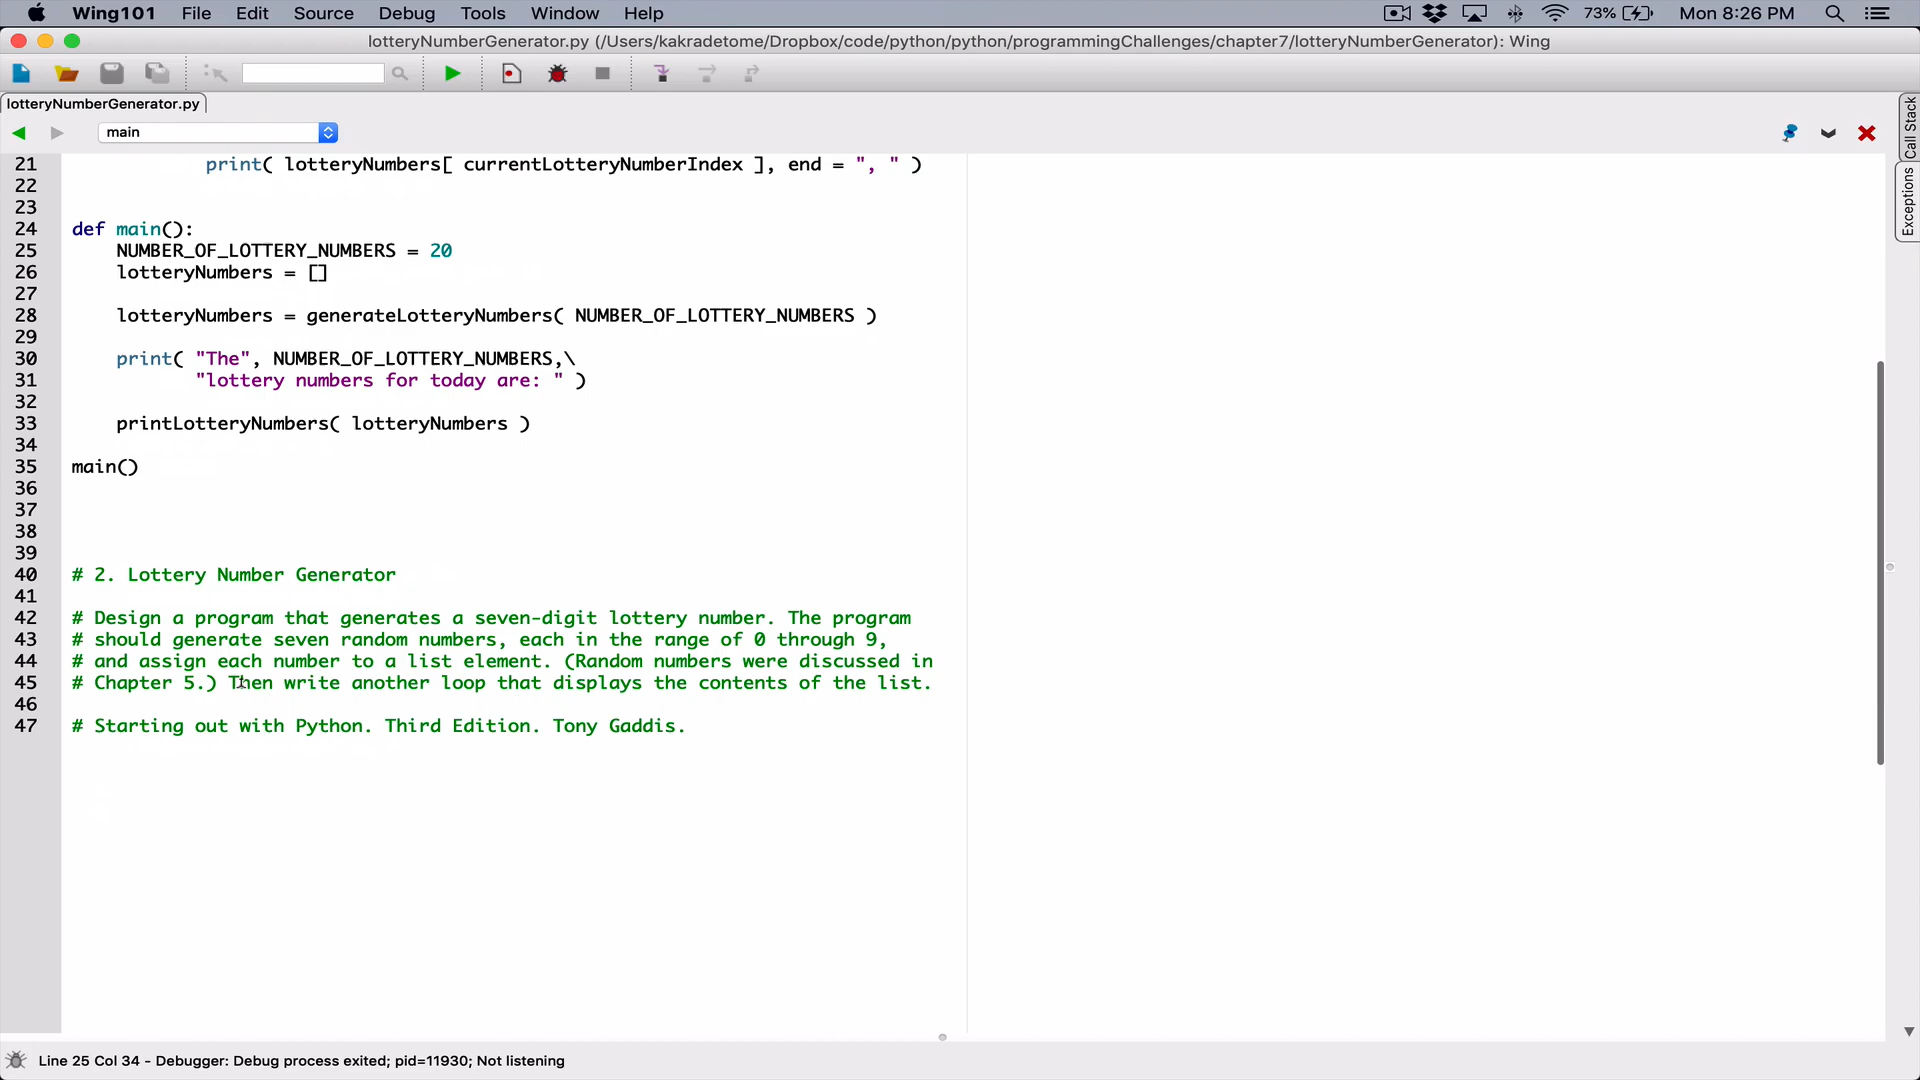 Wing101 File Edit Source Debug Tools Window Help 73% Mon 8:26 PM
lotteryNumberGenerator.py (/Users/kakradetome/Dropbox/code/python/python/programmingChallenges/chapter7/lotteryNumberGenerator): Wing
lotteryNumberGenerator.py
main
Call Stack
Exceptions
21 print( lotteryNumbers[ currentLotteryNumberIndex ], end = ", " )
22
23
24 def main():
25 NUMBER_OF_LOTTERY_NUMBERS = 20
26 lotteryNumbers = []
27
28 lotteryNumbers = generateLotteryNumbers( NUMBER_OF_LOTTERY_NUMBERS )
29
30 print( "The", NUMBER_OF_LOTTERY_NUMBERS,\
31 "lottery numbers for today are: " )
32
33 printLotteryNumbers( lotteryNumbers )
34
35 main()
36
37
38
39
40 # 2. Lottery Number Generator
41
42 # Design a program that generates a seven-digit lottery number. The program
43 # should generate seven random numbers, each in the range of 0 through 9,
44 # and assign each number to a list element. (Random numbers were discussed in
45 # Chapter 5.) Then write another loop that displays the contents of the list.
46
47 # Starting out with Python. Third Edition. Tony Gaddis.
Line 25 Col 34 - Debugger: Debug process exited; pid=11930; Not listening